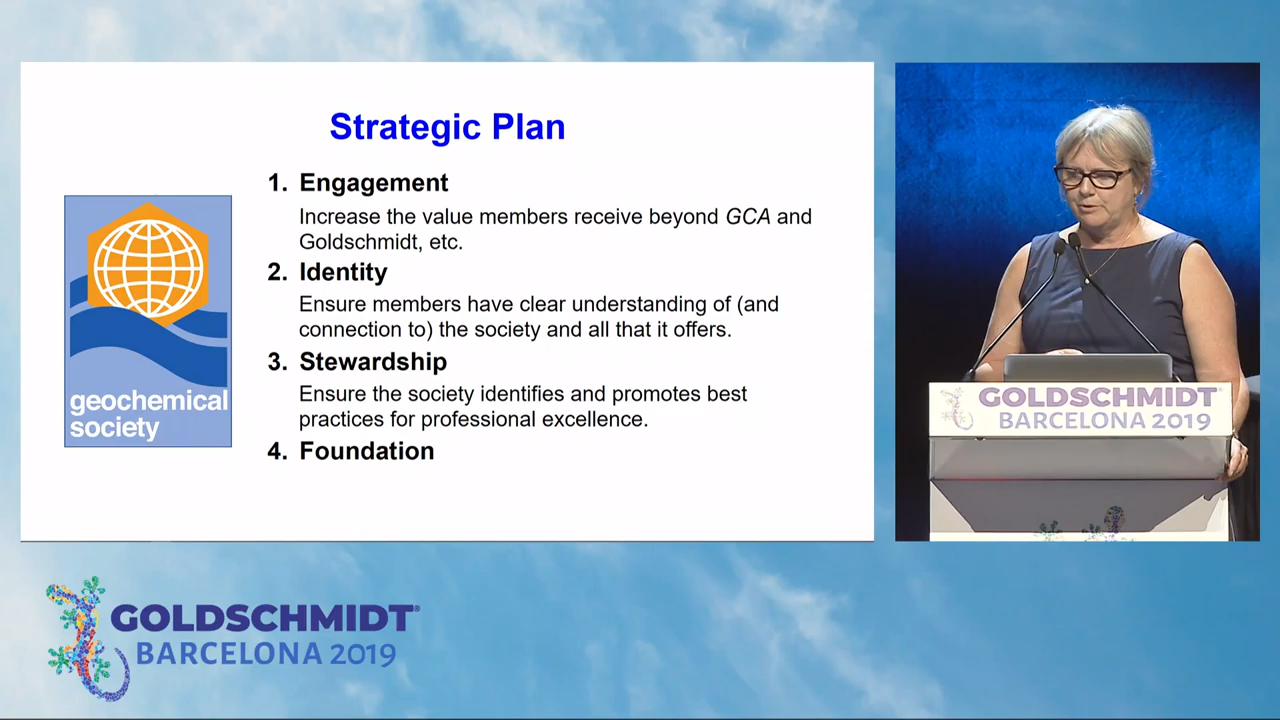 Strategic Plan
1. Engagement
Increase the value members receive beyond GCA and
Goldschmidt, etc.
2. Identity
Ensure members have clear understanding of (and
connection to) the society and all that it offers.
3. Stewardship
Ensure the society identifies and promotes best
practices for professional excellence.
4. Foundation
geochemical
society
GOLDSCHMIDT®
BARCELONA 2019
GOLDSCHMIDT®
BARCELONA 2019